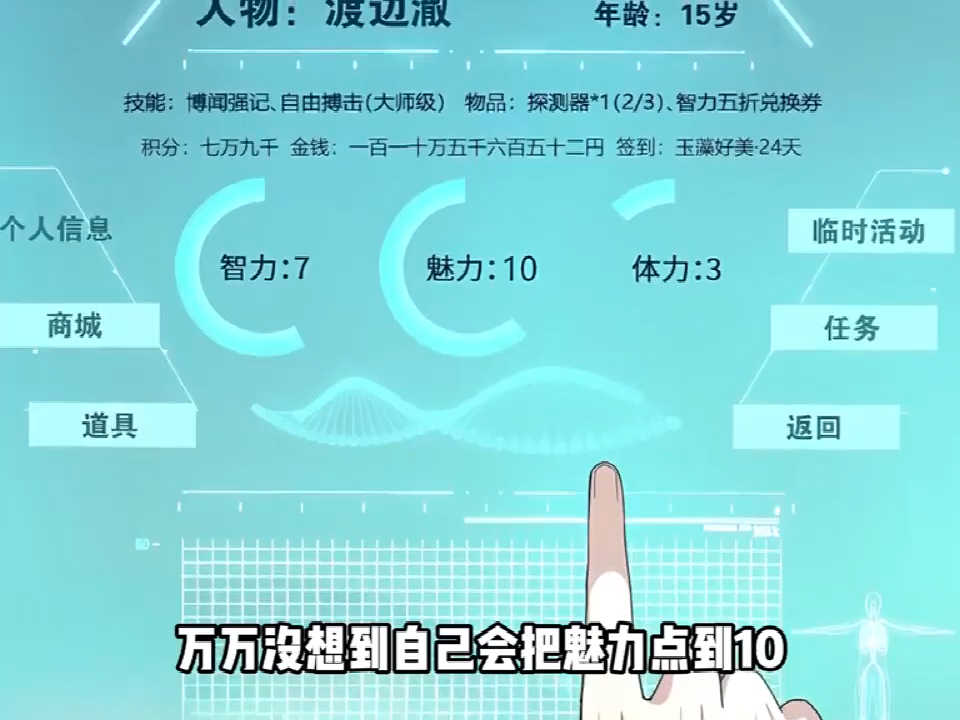 人物：渡边澈 年龄：15岁
技能：博闻强记、自由搏击(大师级) 物品：探测器*1(2/3)、智力五折兑换券
积分：七万九千 金钱：一百一十万五千六百五十二円 签到：玉藻好美·24天
个人信息
临时活动
智力:7 魅力:10 体力:3
商城
任务
道具
返回
60
万万没想到自己会把魅力点到10